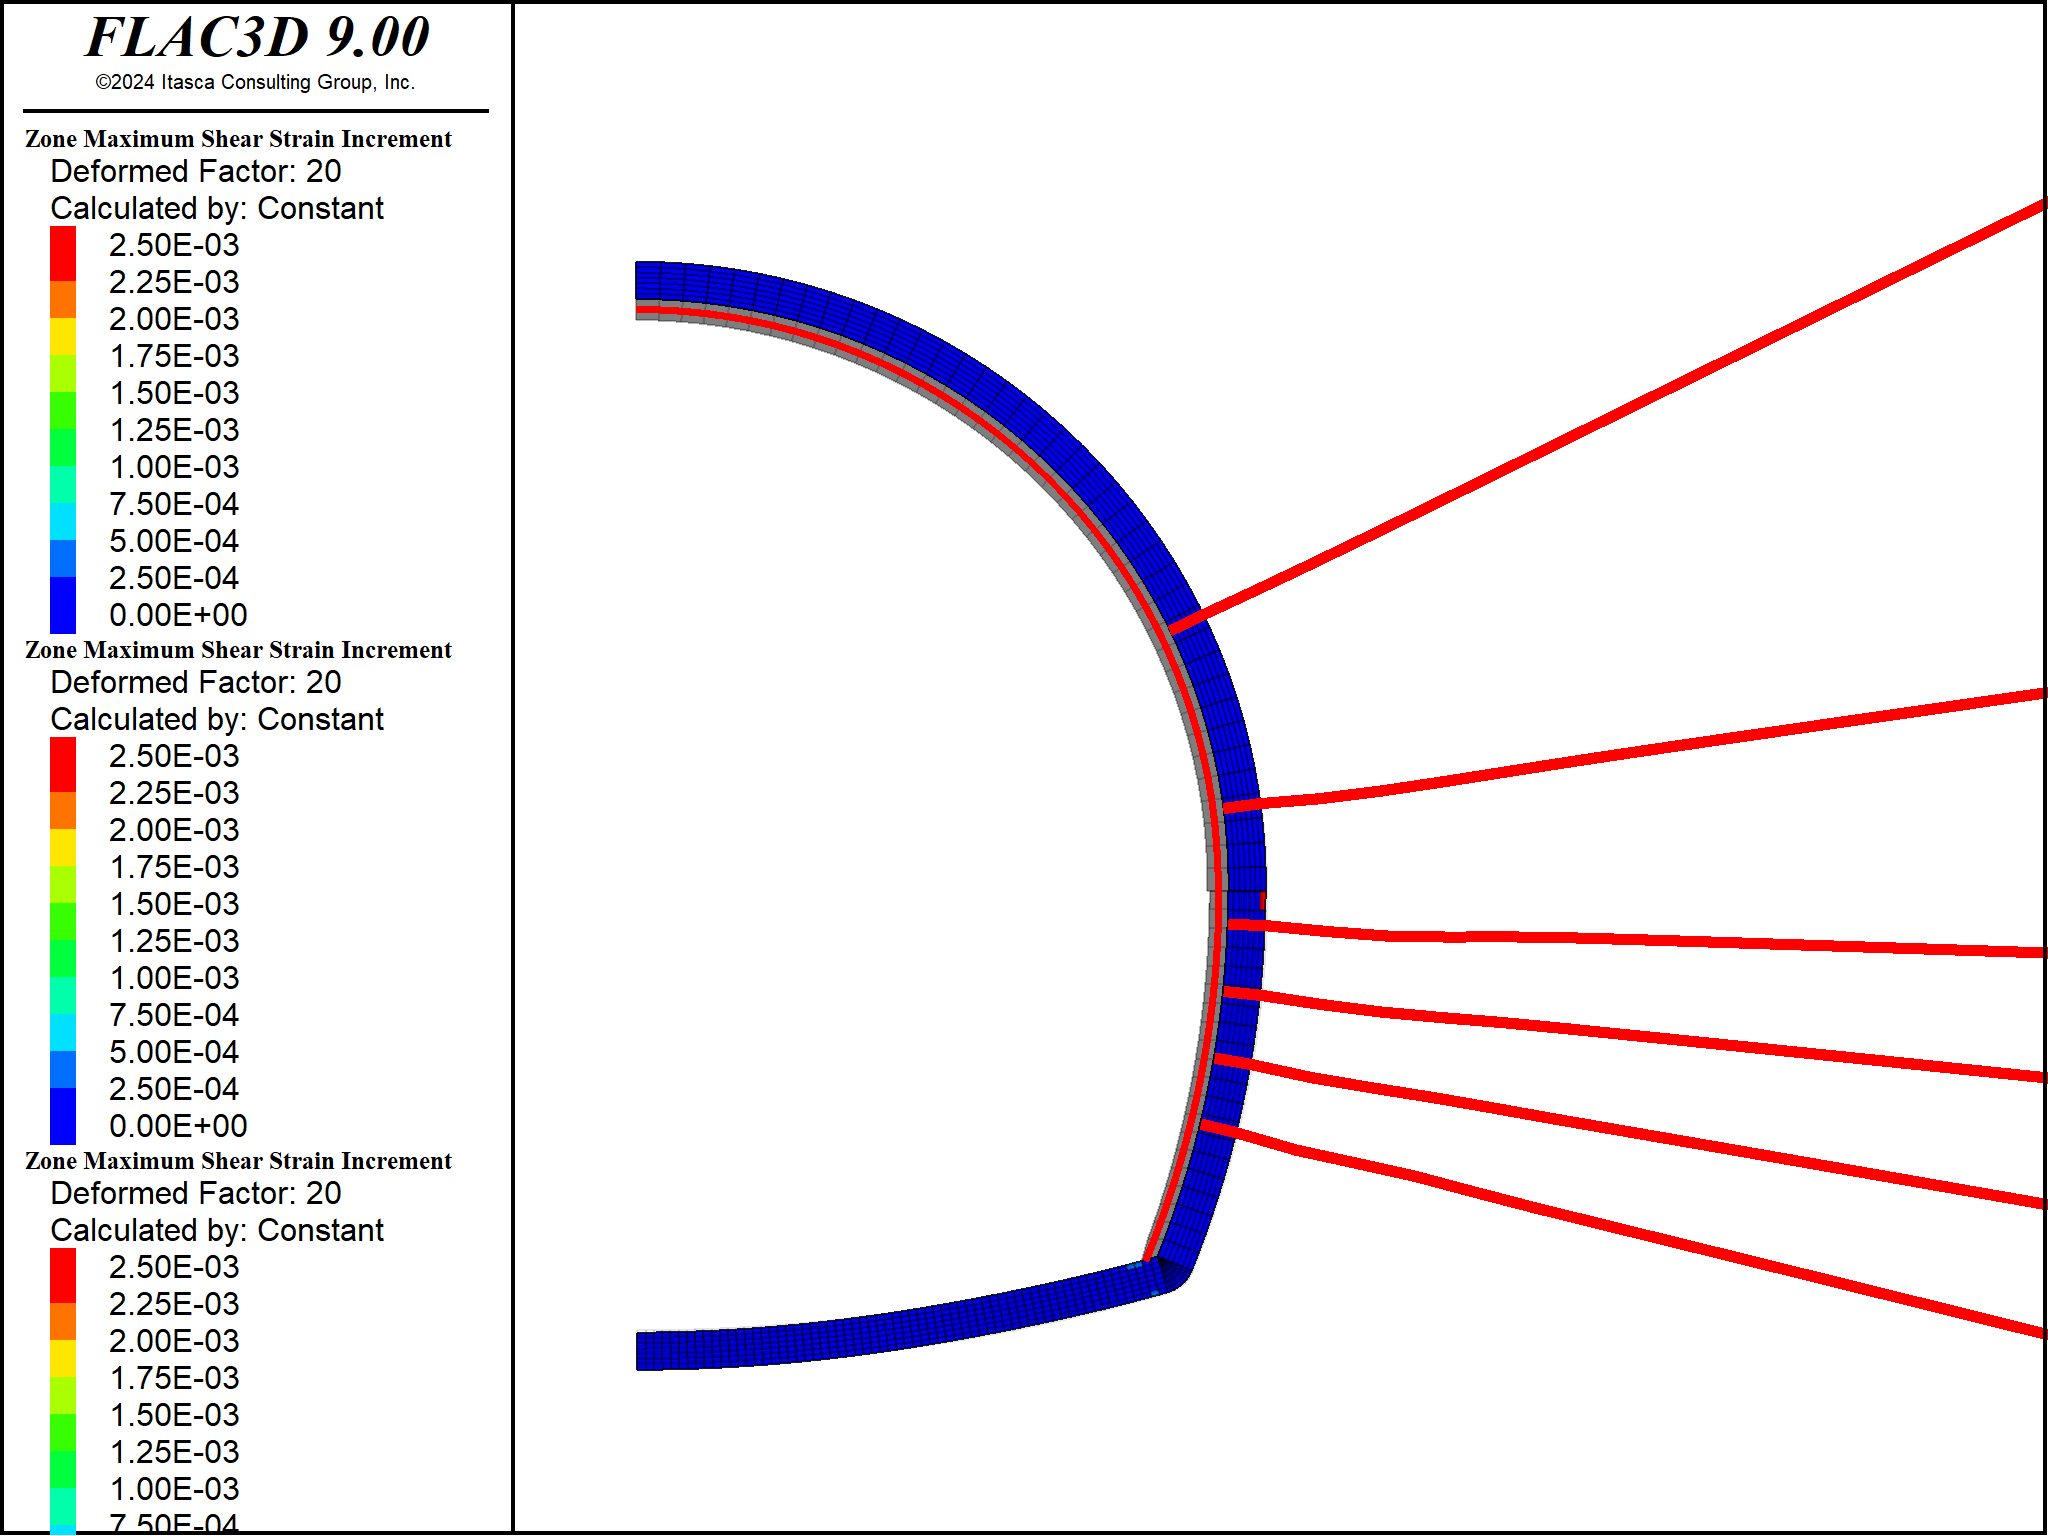 FLAC3D 9.00
©2024 Itasca Consulting Group, Inc.
Zone Maximum Shear Strain Increment
Deformed Factor: 20
Calculated by: Constant
2.50E-03
2.25E-03
2.00E-03
1.75E-03
1.50E-03
1.25E-03
1.00E-03
7.50E-04
5.00E-04
2.50E-04
0.00E+00
Zone Maximum Shear Strain Increment
Deformed Factor: 20
Calculated by: Constant
2.50E-03
2.25E-03
2.00E-03
1.75E-03
1.50E-03
1.25E-03
1.00E-03
7.50E-04
5.00E-04
2.50E-04
0.00E+00
Zone Maximum Shear Strain Increment
Deformed Factor: 20
Calculated by: Constant
2.50E-03
2.25E-03
2.00E-03
1.75E-03
1.50E-03
1.25E-03
1.00E-03
7.50E-04